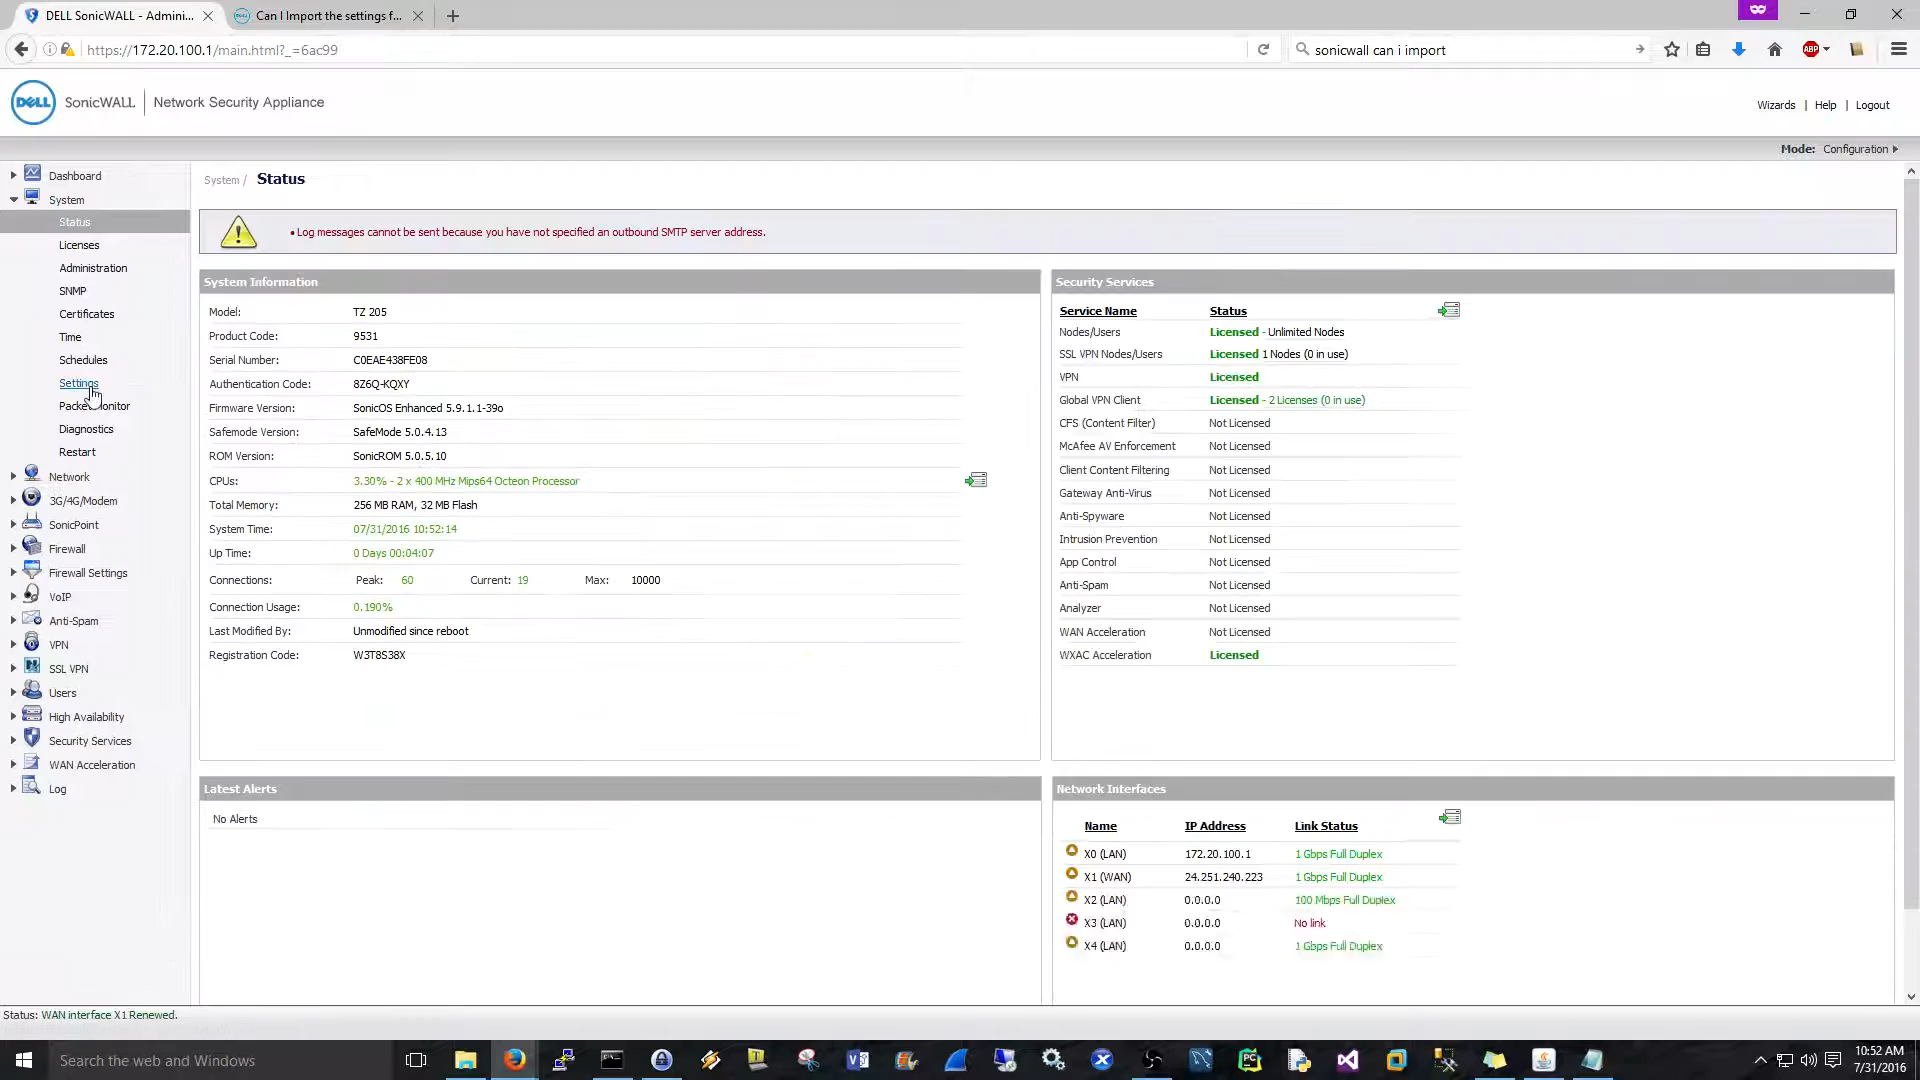 DELL SonicWALL - Admini...
Can I Import the settings f...
https://172.20.100.1/main.html?_=6ac99
sonicwall can i import
ABP
DELL
SonicWALL
Network Security Appliance
Wizards | Help | Logout
Mode: Configuration
Dashboard
System
Status
Licenses
Administration
SNMP
Certificates
Time
Schedules
Settings
Packet Monitor
Diagnostics
Restart
Network
3G/4G/Modem
SonicPoint
Firewall
Firewall Settings
VoIP
Anti-Spam
VPN
SSL VPN
Users
High Availability
Security Services
WAN Acceleration
Log
System / Status
• Log messages cannot be sent because you have not specified an outbound SMTP server address.
System Information
Model: TZ 205
Product Code: 9531
Serial Number: C0EAE438FE08
Authentication Code: 8Z6Q-KQXY
Firmware Version: SonicOS Enhanced 5.9.1.1-39o
Safemode Version: SafeMode 5.0.4.13
ROM Version: SonicROM 5.0.5.10
CPUs: 3.30% - 2 x 400 MHz Mips64 Octeon Processor
Total Memory: 256 MB RAM, 32 MB Flash
System Time: 07/31/2016 10:52:14
Up Time: 0 Days 00:04:07
Connections: Peak: 60 Current: 19 Max: 10000
Connection Usage: 0.190%
Last Modified By: Unmodified since reboot
Registration Code: W3T8S38X
Security Services
Service Name Status
Nodes/Users Licensed - Unlimited Nodes
SSL VPN Nodes/Users Licensed 1 Nodes (0 in use)
VPN Licensed
Global VPN Client Licensed - 2 Licenses (0 in use)
CFS (Content Filter) Not Licensed
McAfee AV Enforcement Not Licensed
Client Content Filtering Not Licensed
Gateway Anti-Virus Not Licensed
Anti-Spyware Not Licensed
Intrusion Prevention Not Licensed
App Control Not Licensed
Anti-Spam Not Licensed
Analyzer Not Licensed
WAN Acceleration Not Licensed
WXAC Acceleration Licensed
Latest Alerts
No Alerts
Network Interfaces
Name IP Address Link Status
X0 (LAN) 172.20.100.1 1 Gbps Full Duplex
X1 (WAN) 24.251.240.223 1 Gbps Full Duplex
X2 (LAN) 0.0.0.0 100 Mbps Full Duplex
X3 (LAN) 0.0.0.0 No link
X4 (LAN) 0.0.0.0 1 Gbps Full Duplex
Status: WAN interface X1 Renewed.
Search the web and Windows
10:52 AM
7/31/2016